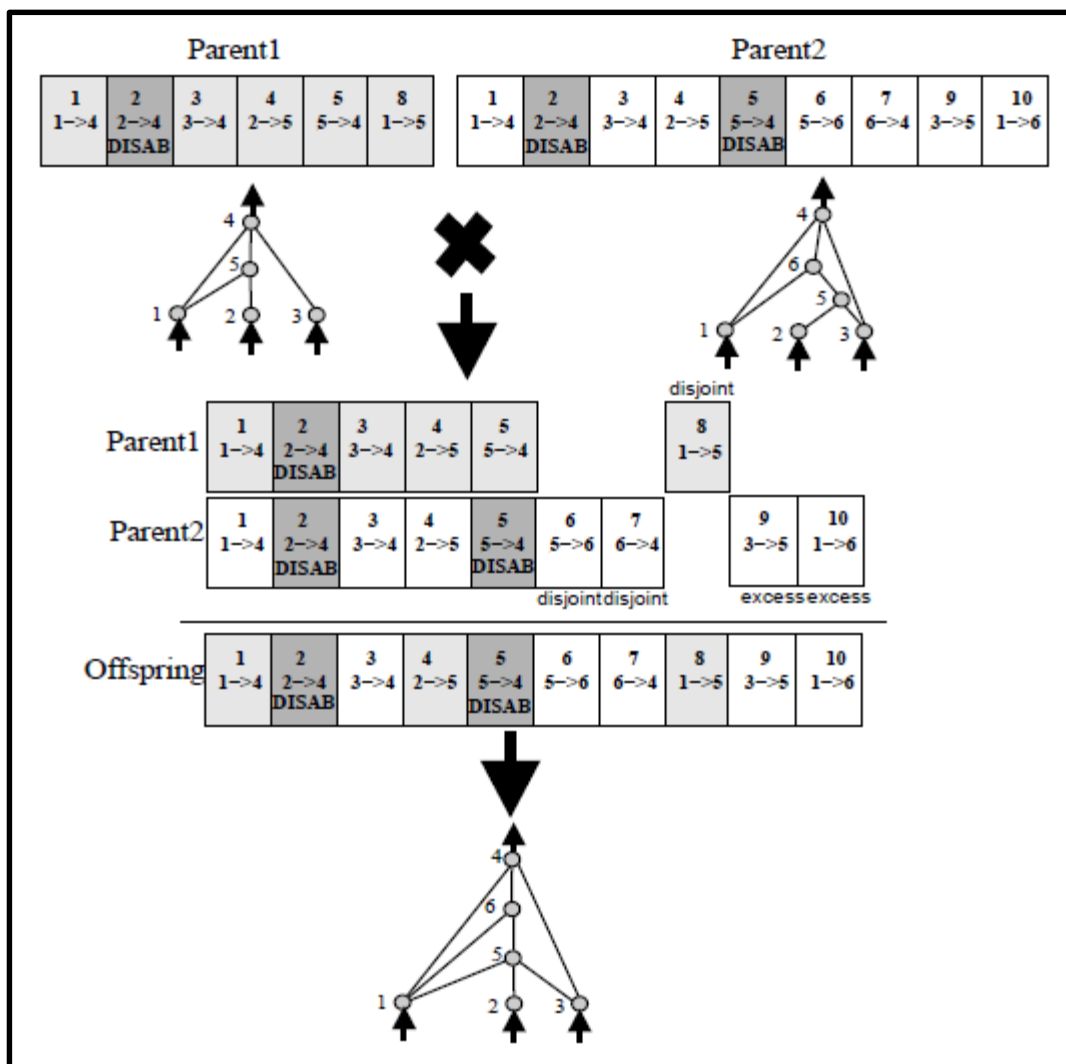 Parent1 Parent2
1 2 3 4 5 8 1 2 3 4 5 6 7 9 10
1->4 2->4 3->4 2->5 5->4 1->5 1->4 2->4 3->4 2->5 5->4 5->6 6->4 3->5 1->6
DISAB DISAB DISAB
4 4
5 6
5
1 2 3 1 2 3
disjoint
Parent1 1 2 3 4 5 8
1->4 2->4 3->4 2->5 5->4 1->5
DISAB
Parent2 1 2 3 4 5 6 7 9 10
1->4 2->4 3->4 2->5 5->4 5->6 6->4 3->5 1->6
DISAB DISAB
disjoint disjoint excess excess
Offspring 1 2 3 4 5 6 7 8 9 10
1->4 2->4 3->4 2->5 5->4 5->6 6->4 1->5 3->5 1->6
DISAB DISAB
4
6
5
1 2 3